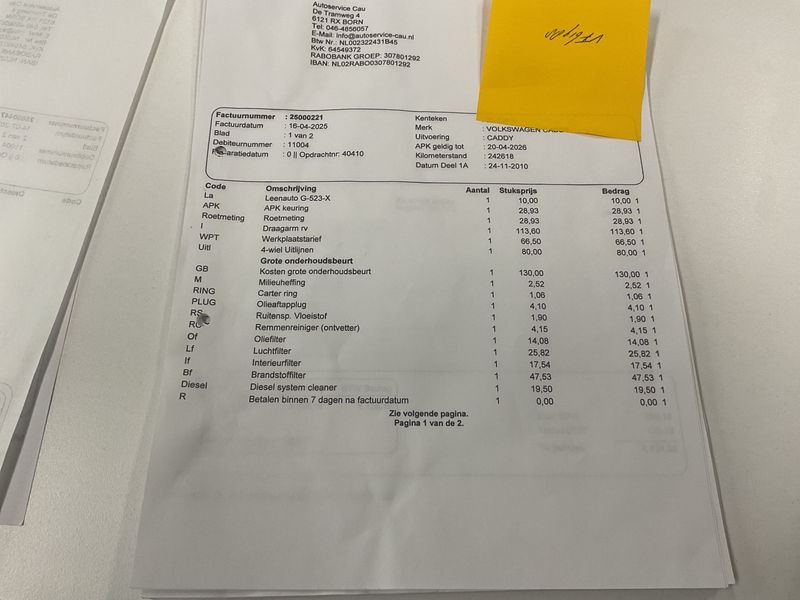 Autoservice Cau
De Tramweg 4
6121 RX BORN
Tel: 046-4856057
E-Mail: Info@autoservice-cau.nl
Btw Nr.: NL002322431B45
KvK: 64549372
RABOBANK GROEP: 307801292
IBAN: NL02RABO0307801292
Factuurnummer : 25000221
Factuurdatum : 16-04-2025
Blad : 1 van 2
Debiteurnummer : 11004
Reparatiedatum : 0 || Opdrachtnr: 40410
Kenteken
Merk : VOLKSWAGEN CADD
Uitvoering : CADDY
APK geldig tot : 20-04-2026
Kilometerstand : 242618
Datum Deel 1A : 24-11-2010
Code Omschrijving Aantal Stuksprijs Bedrag
La Leenauto G-523-X 1 10,00 10,00 1
APK APK keuring 1 28,93 28,93 1
Roetmeting Roetmeting 1 28,93 28,93 1
I Draagarm rv 1 113,60 113,60 1
WPT Werkplaatstarief 1 66,50 66,50 1
Uitl 4-wiel Uitlijnen 1 80,00 80,00 1
Grote onderhoudsbeurt
GB Kosten grote onderhoudsbeurt 1 130,00 130,00 1
M Milieuheffing 1 2,52 2,52 1
RING Carter ring 1 1,06 1,06 1
PLUG Olieaftapplug 1 4,10 4,10 1
RS Ruitensp. Vloeistof 1 1,90 1,90 1
Remmenreiniger (ontvetter) 1 4,15 4,15 1
Of Oliefilter 1 14,08 14,08 1
Lf Luchtfilter 1 25,82 25,82 1
If Interieurfilter 1 17,54 17,54 1
Bf Brandstoffilter 1 47,53 47,53 1
Diesel Diesel system cleaner 1 19,50 19,50 1
R Betalen binnen 7 dagen na factuurdatum 1 0,00 0,00 1
Zie volgende pagina.
Pagina 1 van de 2.